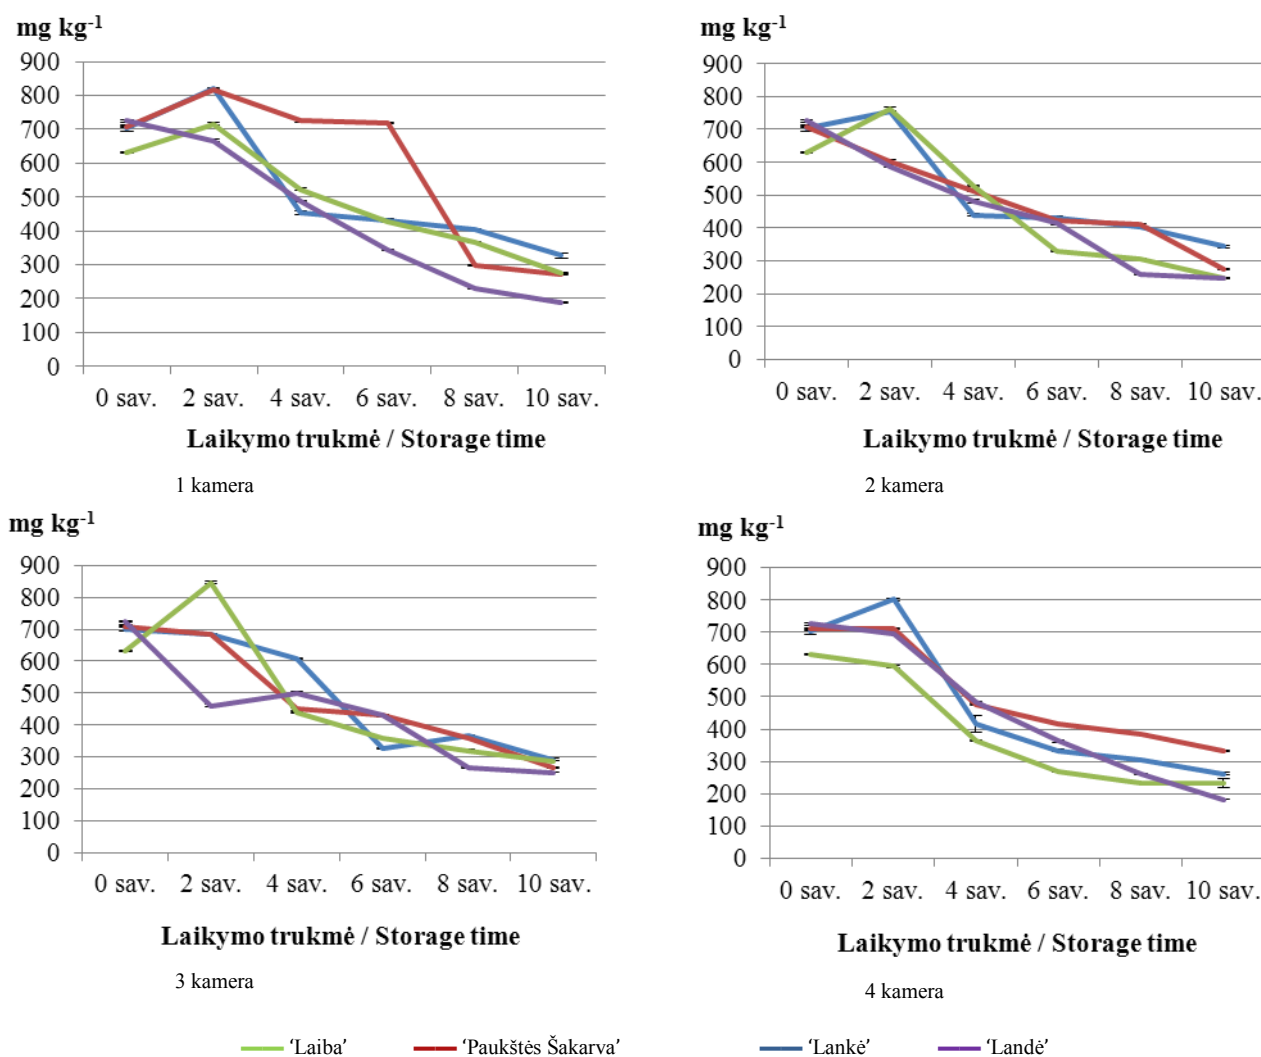 mg kg-1
900
800
700
600
500
400
300
200
100
0
0 sav. 2 sav. 4 sav. 6 sav. 8 sav. 10 sav.
Laikymo trukmė / Storage time
1 kamera
mg kg-1
900
800
700
600
500
400
300
200
100
0
0 sav. 2 sav. 4 sav. 6 sav. 8 sav. 10 sav.
Laikymo trukmė / Storage time
2 kamera
mg kg-1
900
800
700
600
500
400
300
200
100
0
0 sav. 2 sav. 4 sav. 6 sav. 8 sav. 10 sav.
Laikymo trukmė / Storage time
3 kamera
mg kg-1
900
800
700
600
500
400
300
200
100
0
0 sav. 2 sav. 4 sav. 6 sav. 8 sav. 10 sav.
Laikymo trukmė / Storage time
4 kamera
‘Laiba’ ‘Paukštės Šakarva’ ‘Lankė’ ‘Landė’